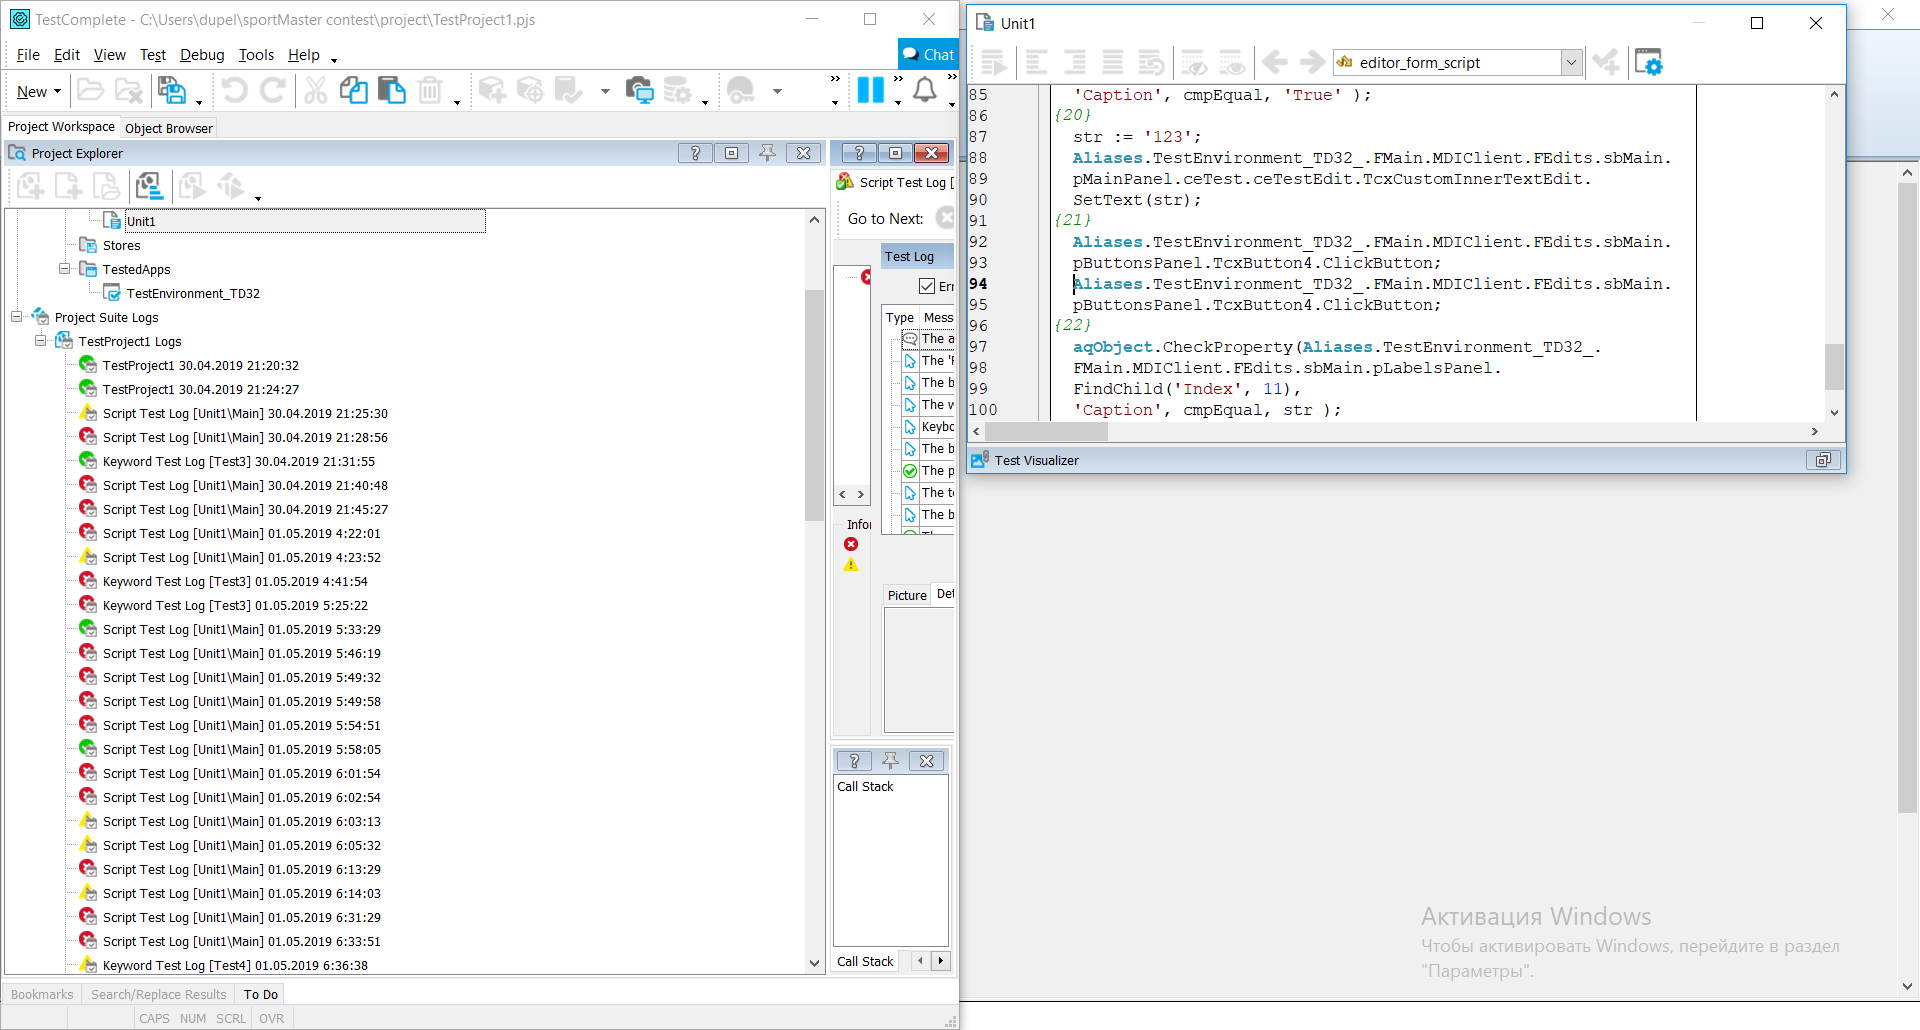 TestComplete - C:\Users\dupel\sportMaster contest\project\TestProject1.pjs
File Edit View Test Debug Tools Help
Chat
New
Project Workspace Object Browser
Project Explorer
Unit1
Stores
TestedApps
TestEnvironment_TD32
Project Suite Logs
TestProject1 Logs
TestProject1 30.04.2019 21:20:32
TestProject1 30.04.2019 21:24:27
Script Test Log [Unit1\Main] 30.04.2019 21:25:30
Script Test Log [Unit1\Main] 30.04.2019 21:28:56
Keyword Test Log [Test3] 30.04.2019 21:31:55
Script Test Log [Unit1\Main] 30.04.2019 21:40:48
Script Test Log [Unit1\Main] 30.04.2019 21:45:27
Script Test Log [Unit1\Main] 01.05.2019 4:22:01
Script Test Log [Unit1\Main] 01.05.2019 4:23:52
Keyword Test Log [Test3] 01.05.2019 4:41:54
Keyword Test Log [Test3] 01.05.2019 5:25:22
Script Test Log [Unit1\Main] 01.05.2019 5:33:29
Script Test Log [Unit1\Main] 01.05.2019 5:46:19
Script Test Log [Unit1\Main] 01.05.2019 5:49:32
Script Test Log [Unit1\Main] 01.05.2019 5:49:58
Script Test Log [Unit1\Main] 01.05.2019 5:54:51
Script Test Log [Unit1\Main] 01.05.2019 5:58:05
Script Test Log [Unit1\Main] 01.05.2019 6:01:54
Script Test Log [Unit1\Main] 01.05.2019 6:02:54
Script Test Log [Unit1\Main] 01.05.2019 6:03:13
Script Test Log [Unit1\Main] 01.05.2019 6:05:32
Script Test Log [Unit1\Main] 01.05.2019 6:13:29
Script Test Log [Unit1\Main] 01.05.2019 6:14:03
Script Test Log [Unit1\Main] 01.05.2019 6:31:29
Script Test Log [Unit1\Main] 01.05.2019 6:33:51
Keyword Test Log [Test4] 01.05.2019 6:36:38
Bookmarks Search/Replace Results To Do
CAPS NUM SCRL OVR
Script Test Log [
Go to Next:
Test Log
Err
Type Mess
The a
The 'F
The b
The w
Keybo
The b
The p
The te
The b
Infor
Picture Det
Call Stack
Call Stack
Unit1
editor_form_script
85 'Caption', cmpEqual, 'True' );
86 {20}
87 str := '123';
88 Aliases.TestEnvironment_TD32_.FMain.MDIClient.FEdits.sbMain.
89 pMainPanel.ceTest.ceTestEdit.TcxCustomInnerTextEdit.
90 SetText(str);
91 {21}
92 Aliases.TestEnvironment_TD32_.FMain.MDIClient.FEdits.sbMain.
93 pButtonsPanel.TcxButton4.ClickButton;
94 Aliases.TestEnvironment_TD32_.FMain.MDIClient.FEdits.sbMain.
95 pButtonsPanel.TcxButton4.ClickButton;
96 {22}
97 aqObject.CheckProperty(Aliases.TestEnvironment_TD32_.
98 FMain.MDIClient.FEdits.sbMain.pLabelsPanel.
99 FindChild('Index', 11),
100 'Caption', cmpEqual, str );
Test Visualizer
Активация Windows
Чтобы активировать Windows, перейдите в раздел
"Параметры".